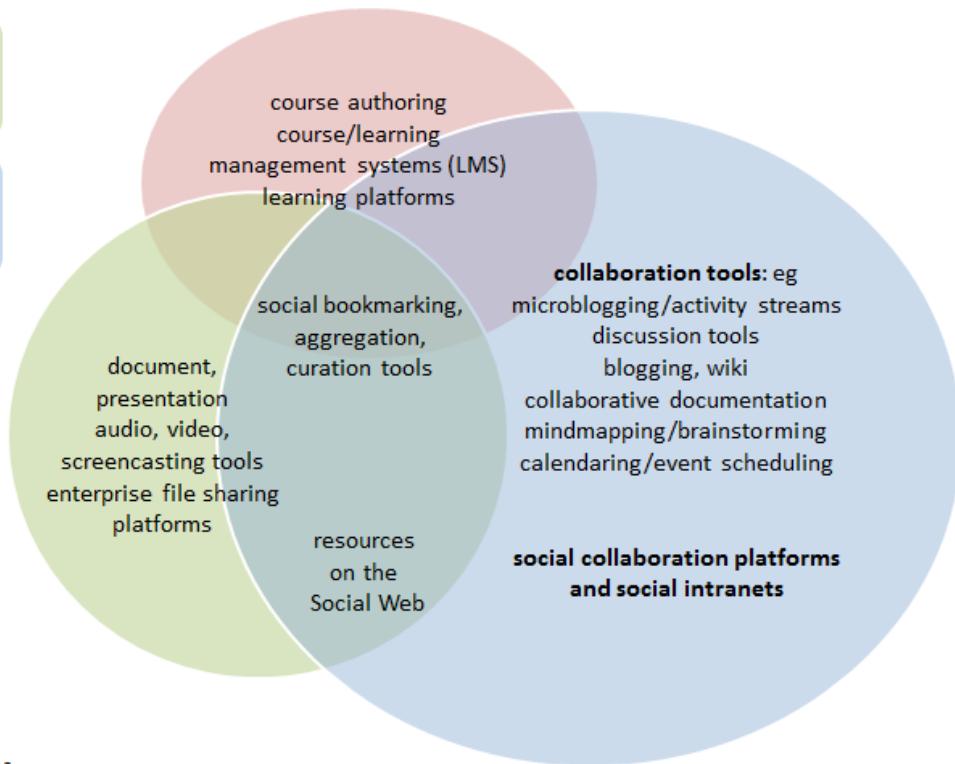 course authoring
course/learning
management systems (LMS)
learning platforms
social bookmarking,
aggregation,
curation tools
document,
presentation
audio, video,
screencasting tools
enterprise file sharing
platforms
resources
on the
Social Web
collaboration tools: eg
microblogging/activity streams
discussion tools
blogging, wiki
collaborative documentation
mindmapping/brainstorming
calendaring/event scheduling
social collaboration platforms
and social intranets